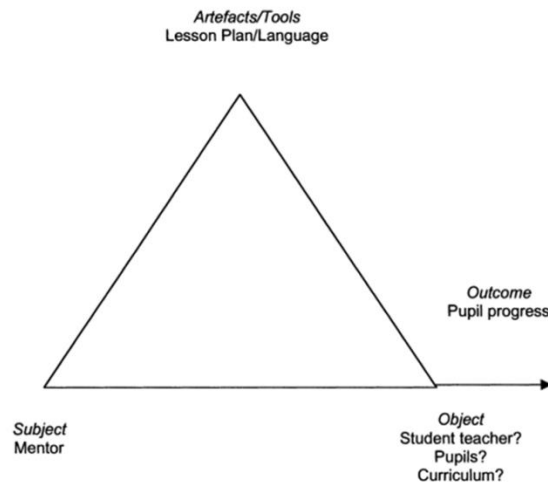 Artefacts/Tools
Lesson Plan/Language
Outcome
Pupil progress
Subject
Mentor
Object
Student teacher?
Pupils?
Curriculum?